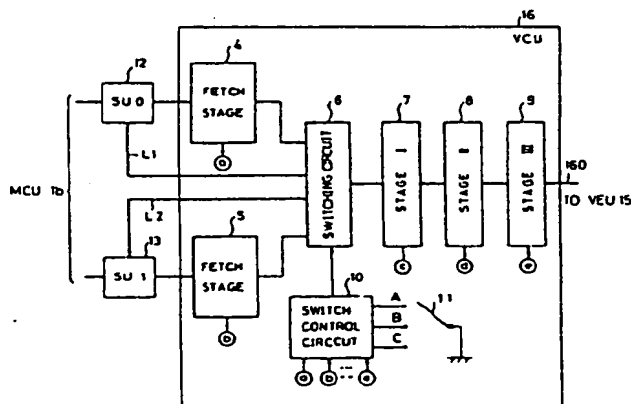 16
VCU
12
SU 0
4
FETCH
STAGE
ⓐ
6
SWITCHING CIRCUIT
7
STAGE I
ⓒ
8
STAGE II
ⓓ
9
STAGE III
ⓔ
160
TO VEU 15
L1
MCU 1b
L2
13
SU 1
5
FETCH
STAGE
ⓑ
10
SWITCH
CONTROL
CIRCCUT
A
B
C
11
ⓐ ⓑ --- ⓔ